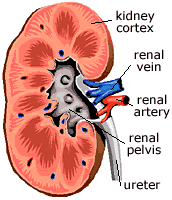 kidney
cortex
renal
vein
renal
artery
renal
pelvis
ureter